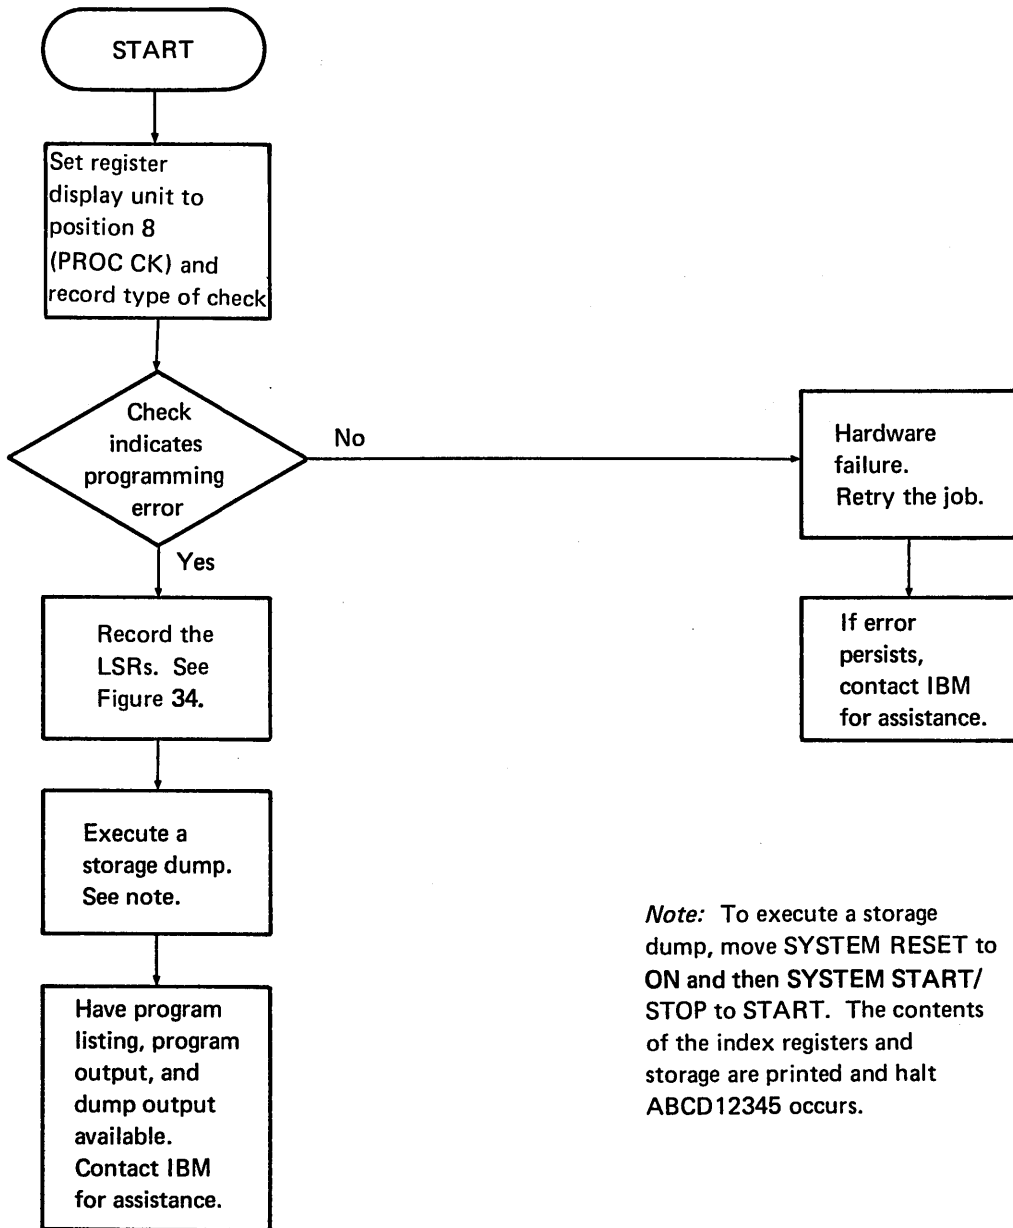 START
Set register
display unit to
position 8
(PROC CK) and
record type of check
Check
indicates
programming
error
No
Hardware
failure.
Retry the job.
If error
persists,
contact IBM
for assistance.
Yes
Record the
LSRs. See
Figure 34.
Execute a
storage dump.
See note.
Have program
listing, program
output, and
dump output
available.
Contact IBM
for assistance.
Note: To execute a storage
dump, move SYSTEM RESET to
ON and then SYSTEM START/
STOP to START. The contents
of the index registers and
storage are printed and halt
ABCD12345 occurs.